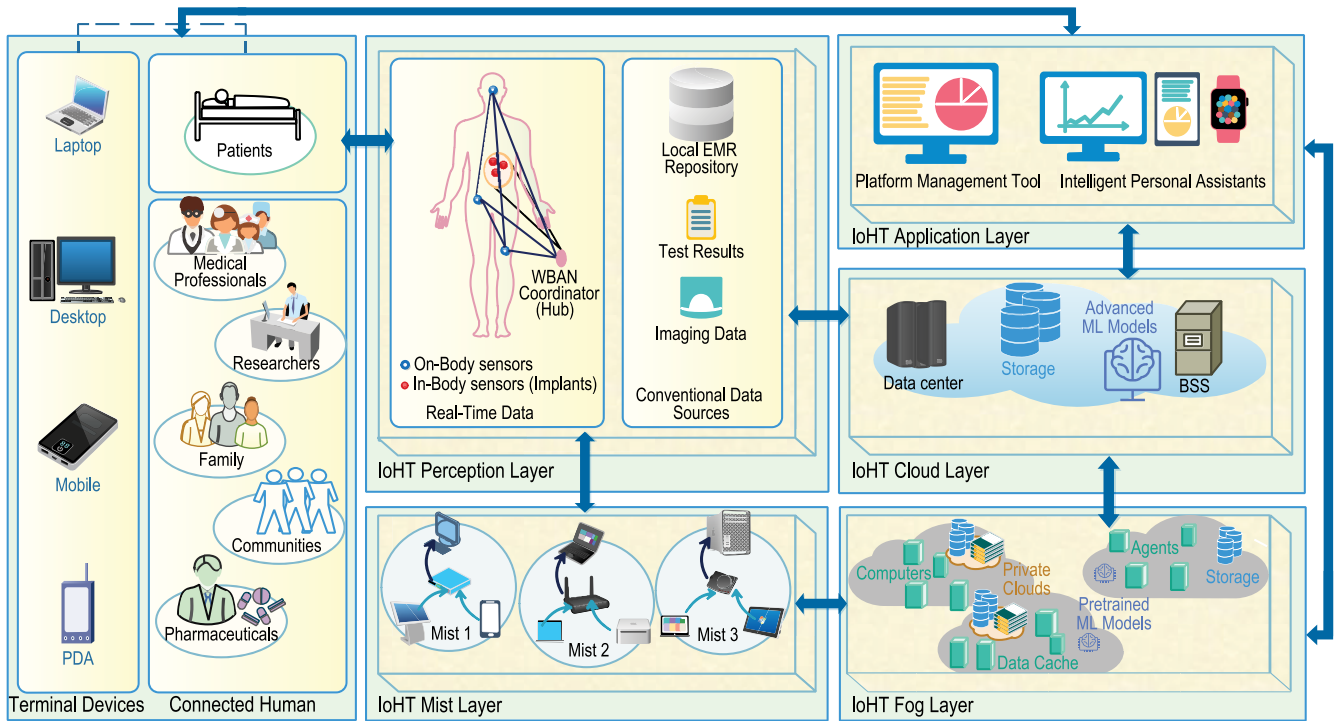 Laptop
Desktop
Mobile
PDA
Terminal Devices
Patients
Medical
Professionals
Researchers
Family
Communities
Pharmaceuticals
Connected Human
WBAN
Coordinator
(Hub)
On-Body sensors
In-Body sensors (Implants)
Real-Time Data
Local EMR
Repository
Test Results
Imaging Data
Conventional Data
Sources
IoHT Perception Layer
Platform Management Tool
Intelligent Personal Assistants
IoHT Application Layer
Data center
Storage
Advanced
ML Models
BSS
IoHT Cloud Layer
Mist 1
Mist 2
Mist 3
IoHT Mist Layer
Computers
Private
Clouds
Agents
Storage
Pretrained
ML Models
Data Cache
IoHT Fog Layer